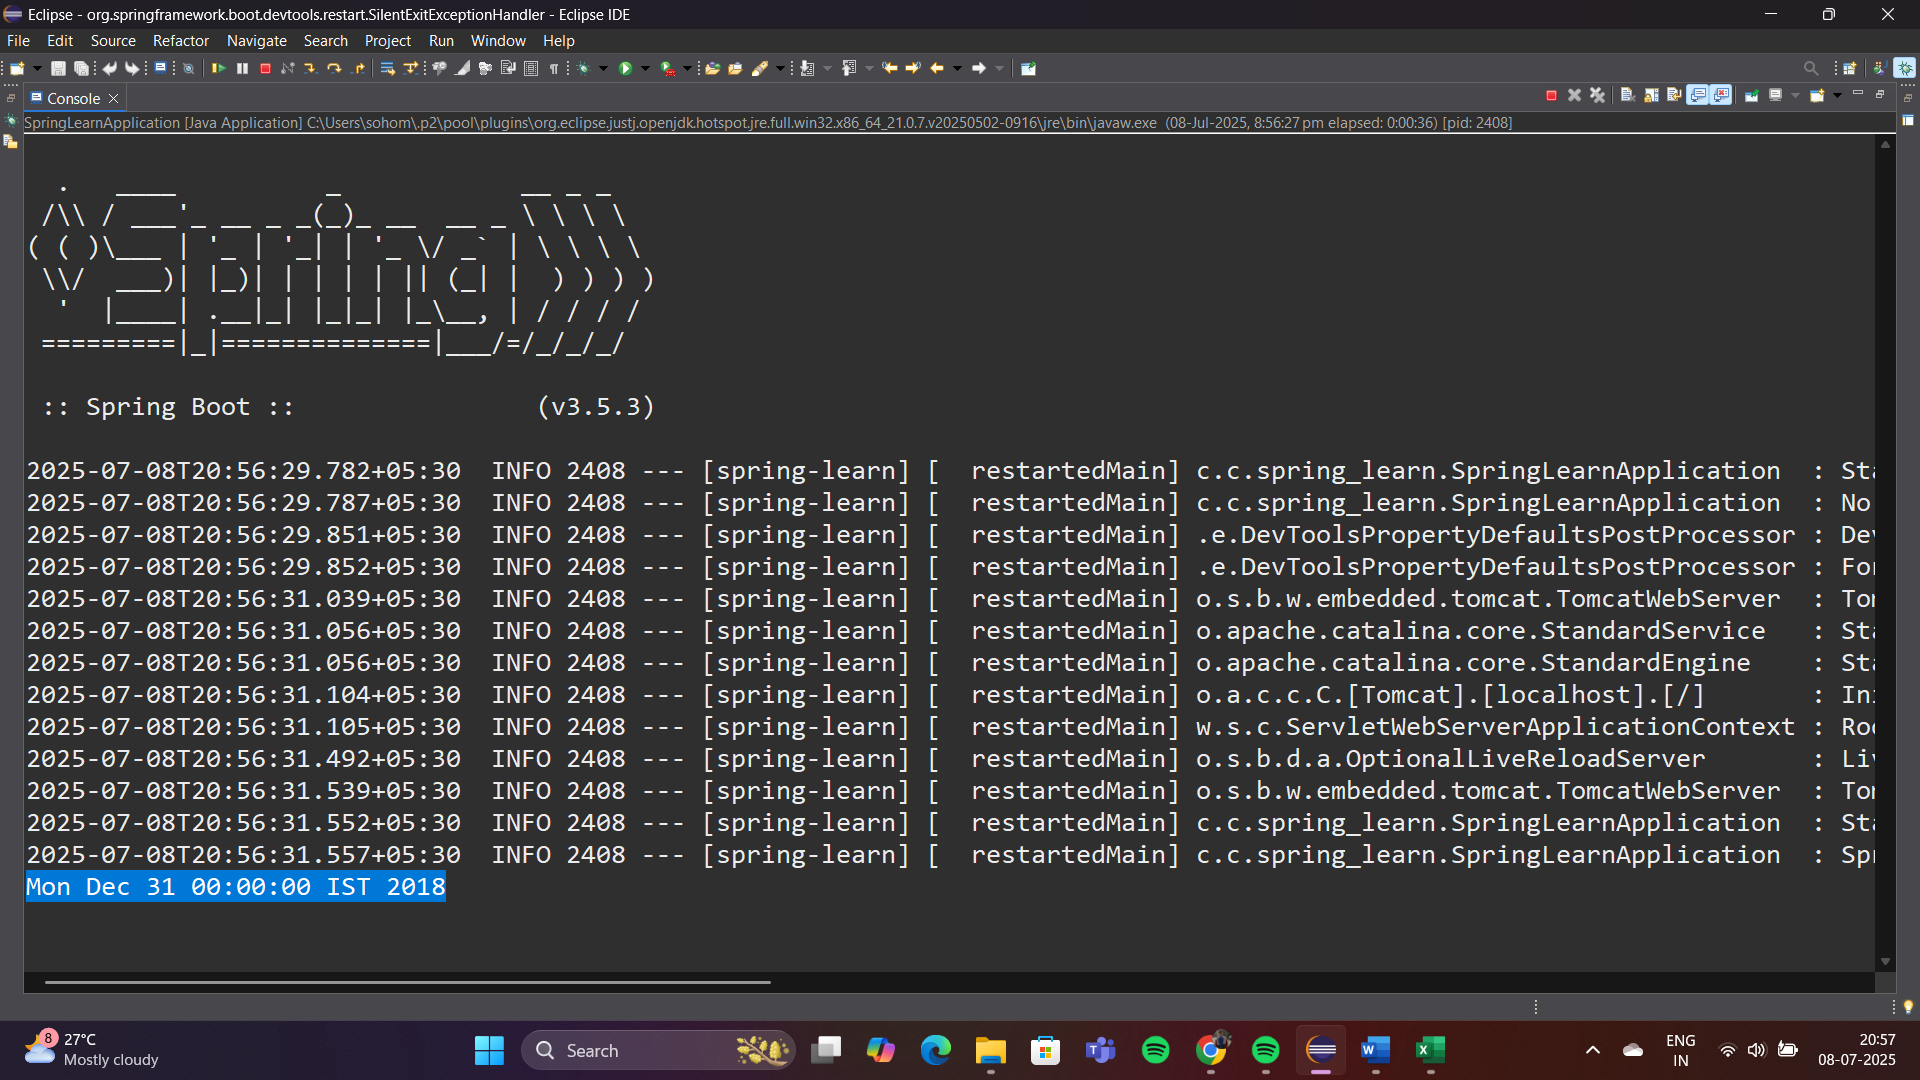 Eclipse - org.springframework.boot.devtools.restart.SilentExitExceptionHandler - Eclipse IDE
File Edit Source Refactor Navigate Search Project Run Window Help
Console
SpringLearnApplication [Java Application] C:\Users\sohom\.p2\pool\plugins\org.eclipse.justj.openjdk.hotspot.jre.full.win32.x86_64_21.0.7.v20250502-0916\jre\bin\javaw.exe (08-Jul-2025, 8:56:27 pm elapsed: 0:00:36) [pid: 2408]
  .   ____          _            __ _ _
 /\\ / ___'_ __ _ _(_)_ __  __ _ \ \ \ \
( ( )\___ | '_ | '_| | '_ \/ _` | \ \ \ \
 \\/  ___)| |_)| | | | | || (_| |  ) ) ) )
  '  |____| .__|_| |_|_| |_\__, | / / / /
 =========|_|==============|___/=/_/_/_/
 :: Spring Boot ::                (v3.5.3)
2025-07-08T20:56:29.782+05:30  INFO 2408 --- [spring-learn] [  restartedMain] c.c.spring_learn.SpringLearnApplication  : Sta
2025-07-08T20:56:29.787+05:30  INFO 2408 --- [spring-learn] [  restartedMain] c.c.spring_learn.SpringLearnApplication  : No
2025-07-08T20:56:29.851+05:30  INFO 2408 --- [spring-learn] [  restartedMain] .e.DevToolsPropertyDefaultsPostProcessor : Dev
2025-07-08T20:56:29.852+05:30  INFO 2408 --- [spring-learn] [  restartedMain] .e.DevToolsPropertyDefaultsPostProcessor : For
2025-07-08T20:56:31.039+05:30  INFO 2408 --- [spring-learn] [  restartedMain] o.s.b.w.embedded.tomcat.TomcatWebServer  : Tom
2025-07-08T20:56:31.056+05:30  INFO 2408 --- [spring-learn] [  restartedMain] o.apache.catalina.core.StandardService   : Sta
2025-07-08T20:56:31.056+05:30  INFO 2408 --- [spring-learn] [  restartedMain] o.apache.catalina.core.StandardEngine    : Sta
2025-07-08T20:56:31.104+05:30  INFO 2408 --- [spring-learn] [  restartedMain] o.a.c.c.C.[Tomcat].[localhost].[/]       : Ini
2025-07-08T20:56:31.105+05:30  INFO 2408 --- [spring-learn] [  restartedMain] w.s.c.ServletWebServerApplicationContext : Roo
2025-07-08T20:56:31.492+05:30  INFO 2408 --- [spring-learn] [  restartedMain] o.s.b.d.a.OptionalLiveReloadServer       : Liv
2025-07-08T20:56:31.539+05:30  INFO 2408 --- [spring-learn] [  restartedMain] o.s.b.w.embedded.tomcat.TomcatWebServer  : Tom
2025-07-08T20:56:31.552+05:30  INFO 2408 --- [spring-learn] [  restartedMain] c.c.spring_learn.SpringLearnApplication  : Sta
2025-07-08T20:56:31.557+05:30  INFO 2408 --- [spring-learn] [  restartedMain] c.c.spring_learn.SpringLearnApplication  : Spr
Mon Dec 31 00:00:00 IST 2018
8
27°C
Mostly cloudy
Search
ENG
IN
20:57
08-07-2025